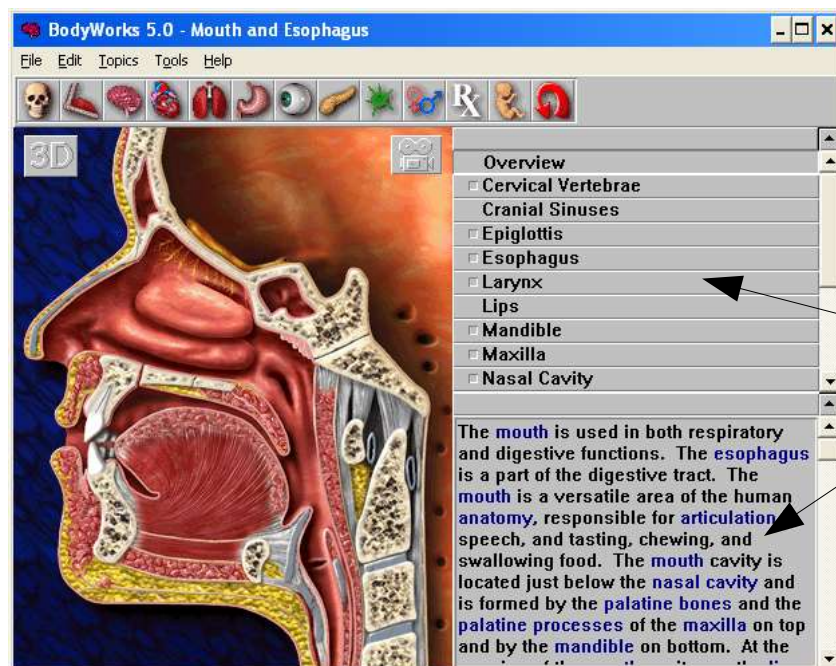 BodyWorks 5.0 - Mouth and Esophagus
File Edit Topics Tools Help
Rx
3D
Overview
Cervical Vertebrae
Cranial Sinuses
Epiglottis
Esophagus
Larynx
Lips
Mandible
Maxilla
Nasal Cavity
The mouth is used in both respiratory
and digestive functions. The esophagus
is a part of the digestive tract. The
mouth is a versatile area of the human
anatomy, responsible for articulation
speech, and tasting, chewing, and
swallowing food. The mouth cavity is
located just below the nasal cavity and
is formed by the palatine bones and the
palatine processes of the maxilla on top
and by the mandible on bottom. At the